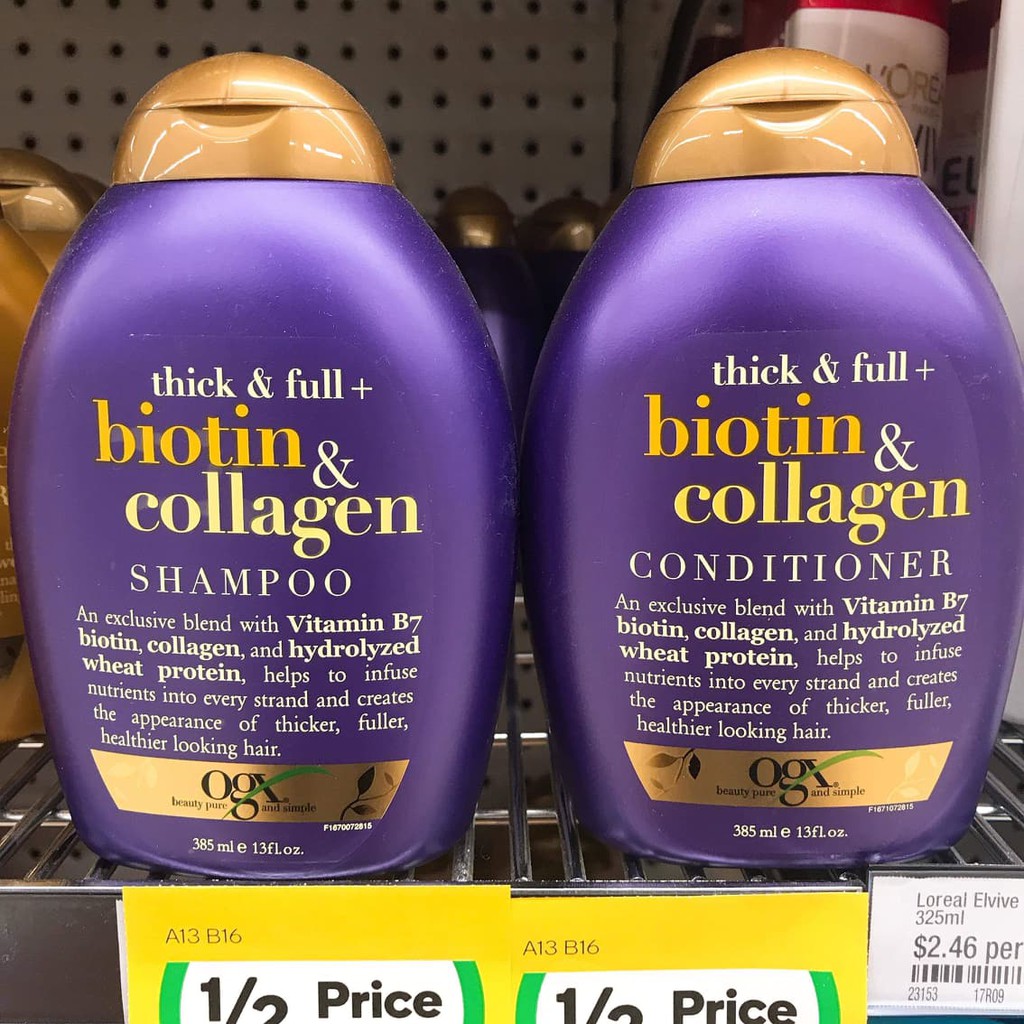 thick & full +
biotin
&
collagen
SHAMPOO
An exclusive blend with Vitamin B7
biotin, collagen, and hydrolyzed
wheat protein, helps to infuse
nutrients into every strand and creates
the appearance of thicker, fuller,
healthier looking hair.
ogx
beauty pure and simple
F1670072815
385 ml e 13fl.oz.
thick & full +
biotin
&
collagen
CONDITIONER
An exclusive blend with Vitamin B7
biotin, collagen, and hydrolyzed
wheat protein, helps to infuse
nutrients into every strand and creates
the appearance of thicker, fuller,
healthier looking hair.
ogx
beauty pure and simple
F1671072815
385 ml e 13fl.oz.
L'ORÉA
A13 B16
1/2 Price
A13 B16
1/2 Price
Loreal Elvive
325ml
$2.46 per
23153 17R09